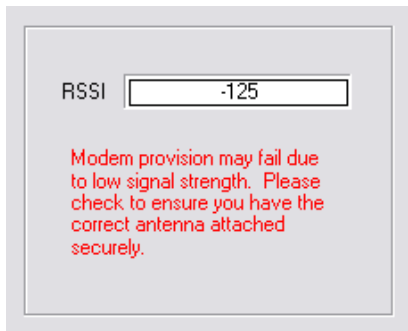 RSSI -125
Modem provision may fail due
to low signal strength.  Please
check to ensure you have the
correct antenna attached
securely.